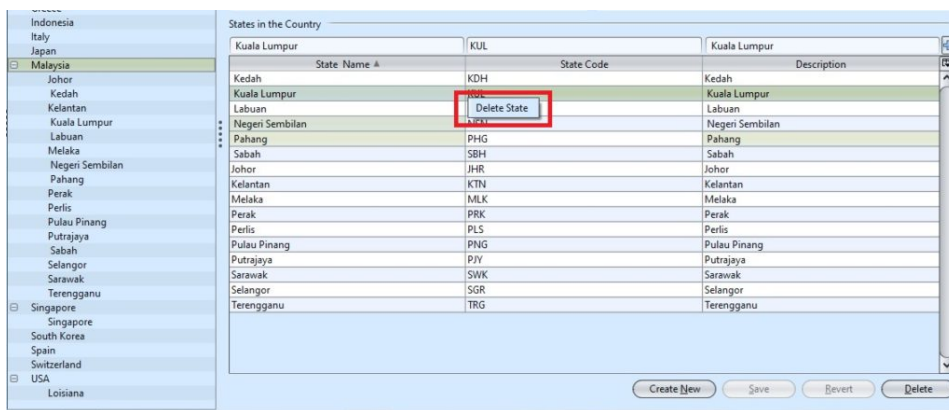 Indonesia
Italy
Japan
Malaysia
Johor
Kedah
Kelantan
Kuala Lumpur
Labuan
Melaka
Negeri Sembilan
Pahang
Perak
Perlis
Pulau Pinang
Putrajaya
Sabah
Selangor
Sarawak
Terengganu
Singapore
Singapore
South Korea
Spain
Switzerland
USA
Loisiana
States in the Country
Kuala Lumpur KUL Kuala Lumpur
State Name State Code Description
Kedah KDH Kedah
Kuala Lumpur KUL Kuala Lumpur
Delete State
Labuan Labuan
Negeri Sembilan NSN Negeri Sembilan
Pahang PHG Pahang
Sabah SBH Sabah
Johor JHR Johor
Kelantan KTN Kelantan
Melaka MLK Melaka
Perak PRK Perak
Perlis PLS Perlis
Pulau Pinang PNG Pulau Pinang
Putrajaya PJY Putrajaya
Sarawak SWK Sarawak
Selangor SGR Selangor
Terengganu TRG Terengganu
Create New Save Revert Delete